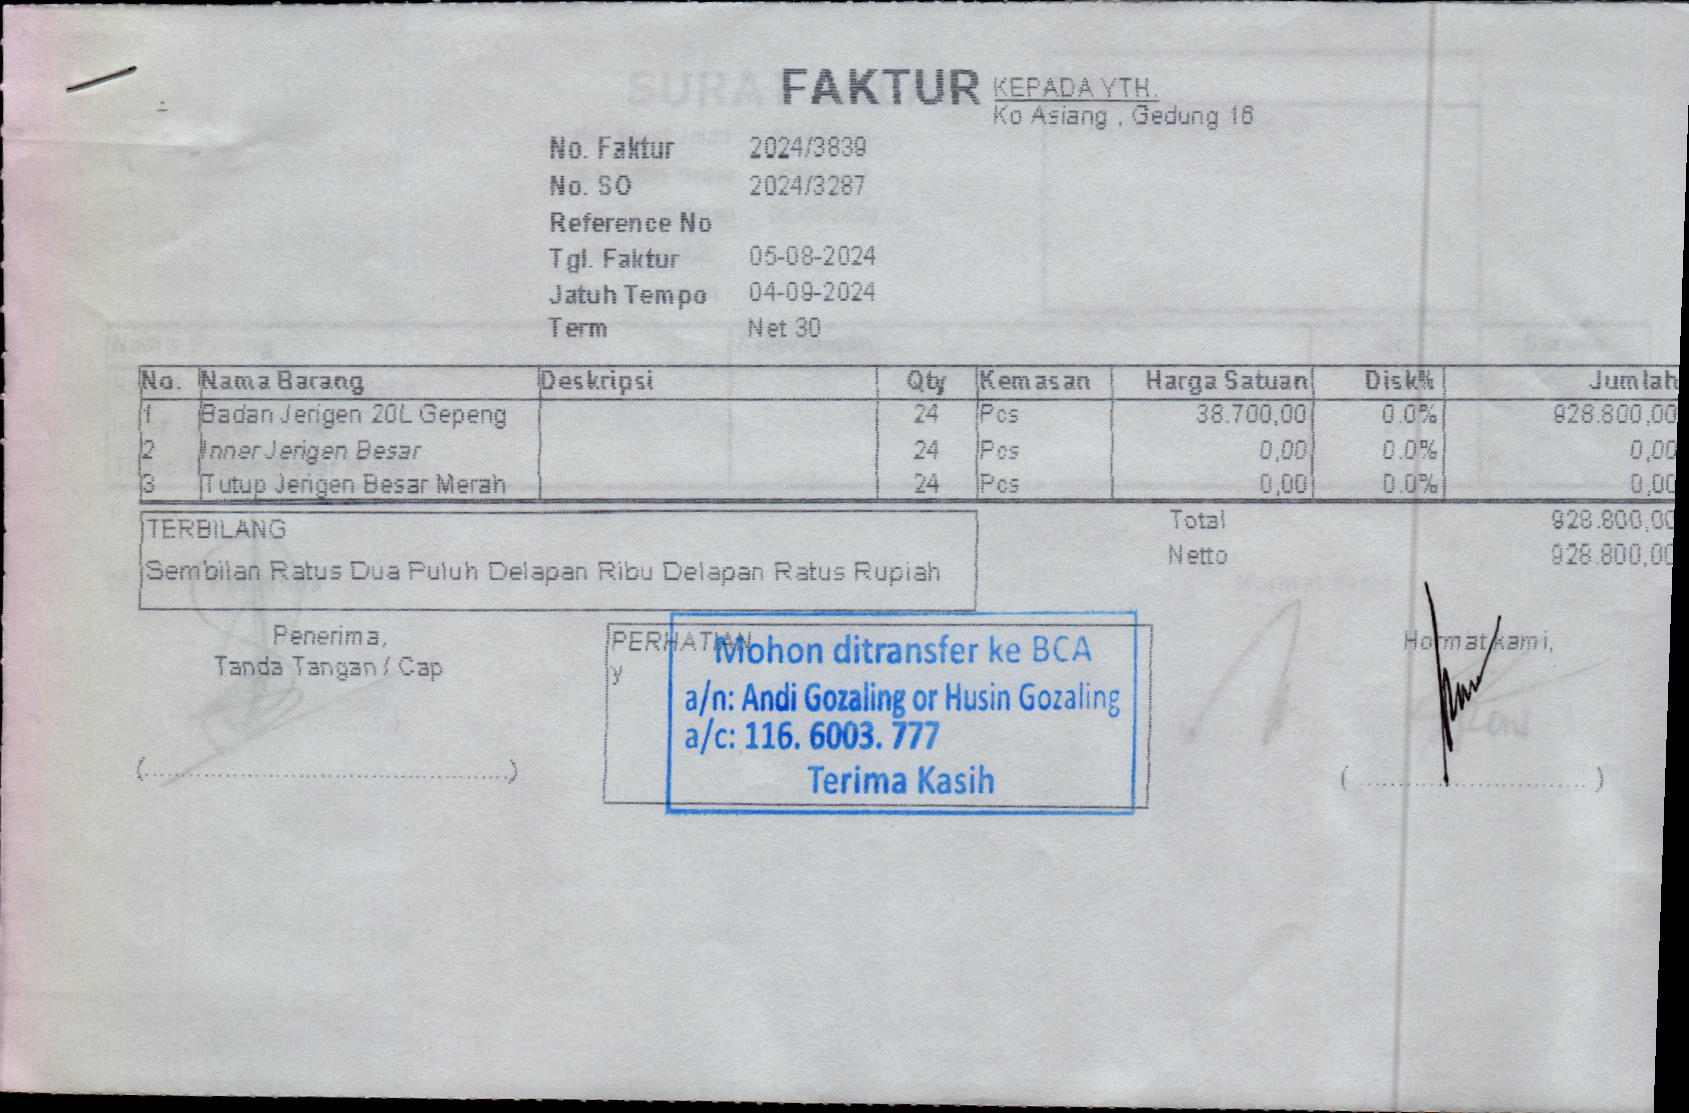 FAKTUR
KEPADA YTH.
Ko Asiang , Gedung 16
No. Faktur 2024/3839
No. SO 2024/3287
Reference No
Tgl. Faktur 05-08-2024
Jatuh Tempo 04-09-2024
Term Net 30
No. Nama Barang Deskripsi Qty Kemasan Harga Satuan Disk% Jumlah
1 Badan Jerigen 20L Gepeng 24 Pcs 38.700,00 0.0% 928.800,00
2 Inner Jerigen Besar 24 Pcs 0,00 0.0% 0,00
3 Tutup Jerigen Besar Merah 24 Pcs 0,00 0.0% 0,00
TERBILANG
Sembilan Ratus Dua Puluh Delapan Ribu Delapan Ratus Rupiah
Total 928.800,00
Netto 928.800,00
Penerima,
Tanda Tangan / Cap
(..............................................)
PERHATIAN
y
Mohon ditransfer ke BCA
a/n: Andi Gozaling or Husin Gozaling
a/c: 116. 6003. 777
Terima Kasih
Hormat kami,
(..............................)